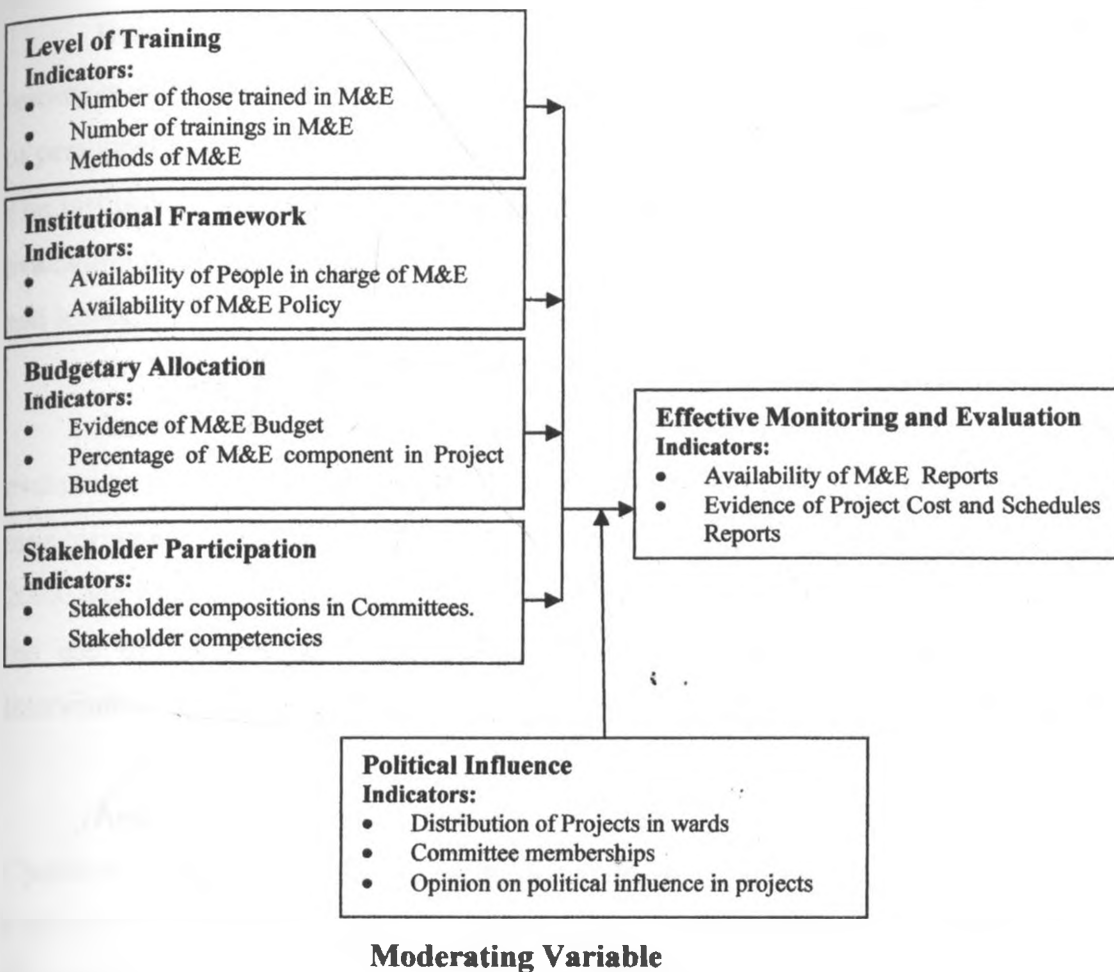 Level of Training
Indicators:
• Number of those trained in M&E
• Number of trainings in M&E
• Methods of M&E
Institutional Framework
Indicators:
• Availability of People in charge of M&E
• Availability of M&E Policy
Budgetary Allocation
Indicators:
• Evidence of M&E Budget
• Percentage of M&E component in Project
Budget
Stakeholder Participation
Indicators:
• Stakeholder compositions in Committees.
• Stakeholder competencies
Effective Monitoring and Evaluation
Indicators:
• Availability of M&E Reports
• Evidence of Project Cost and Schedules
Reports
Political Influence
Indicators:
• Distribution of Projects in wards
• Committee memberships
• Opinion on political influence in projects
Moderating Variable